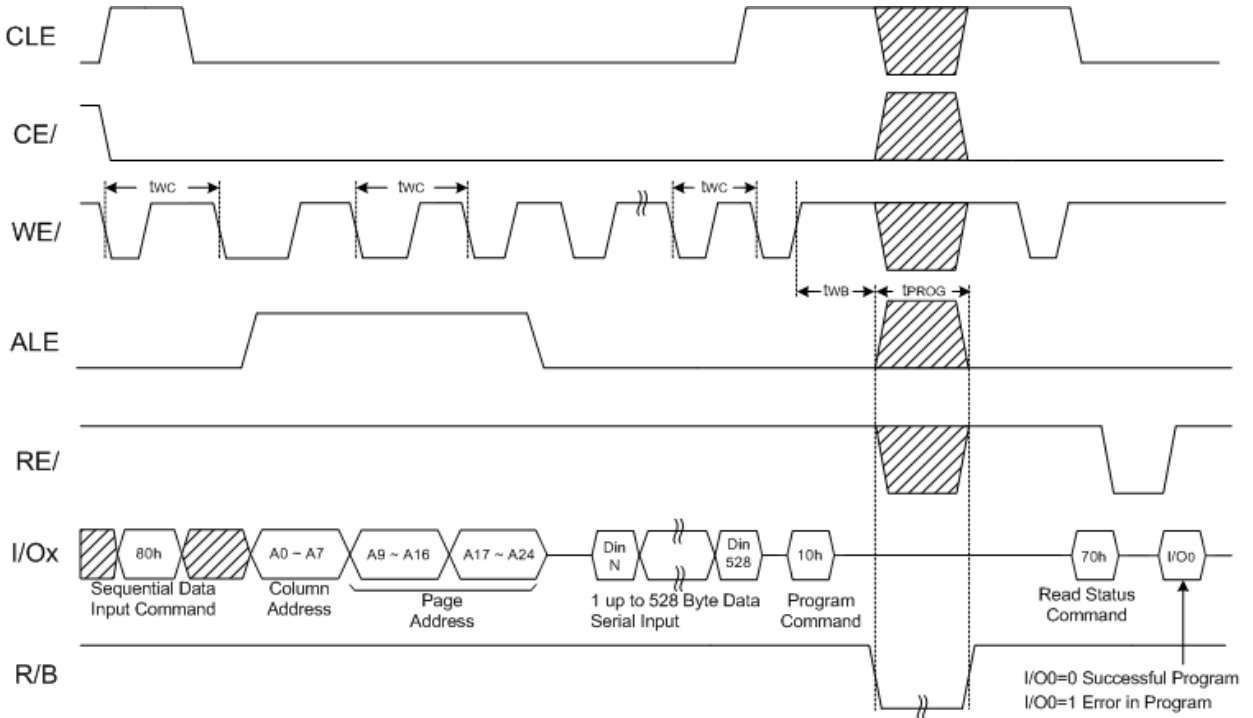 CLE
CE/
tWC
tWC
tWC
WE/
tWB
tPROG
ALE
RE/
I/Ox
80h
A0 ~ A7
A9 ~ A16
A17 ~ A24
Din
N
Din
528
10h
70h
I/O0
Sequential Data
Input Command
Column
Address
Page
Address
1 up to 528 Byte Data
Serial Input
Program
Command
Read Status
Command
R/B
I/O0=0 Successful Program
I/O0=1 Error in Program